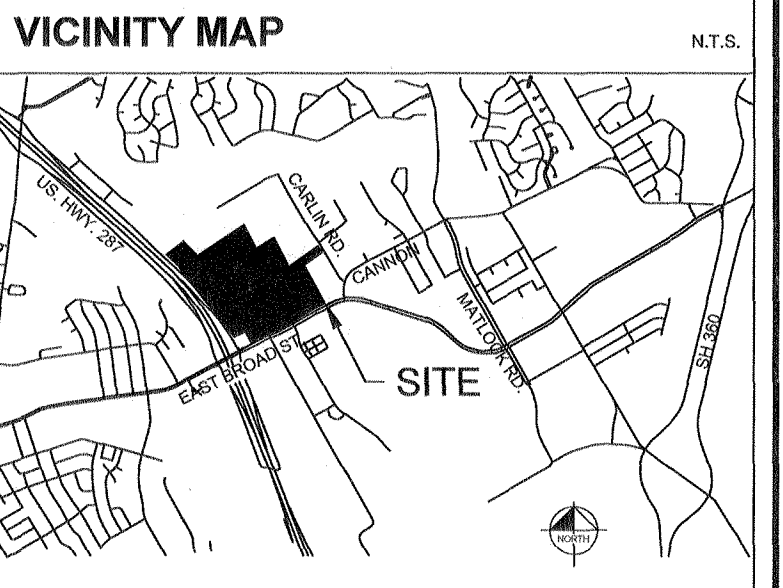 VICINITY MAP
N.T.S.
US. HWY. 287
CARLIN RD.
CANNON
MATLOCK RD.
SH 360
EAST BROAD ST.
SITE
NORTH